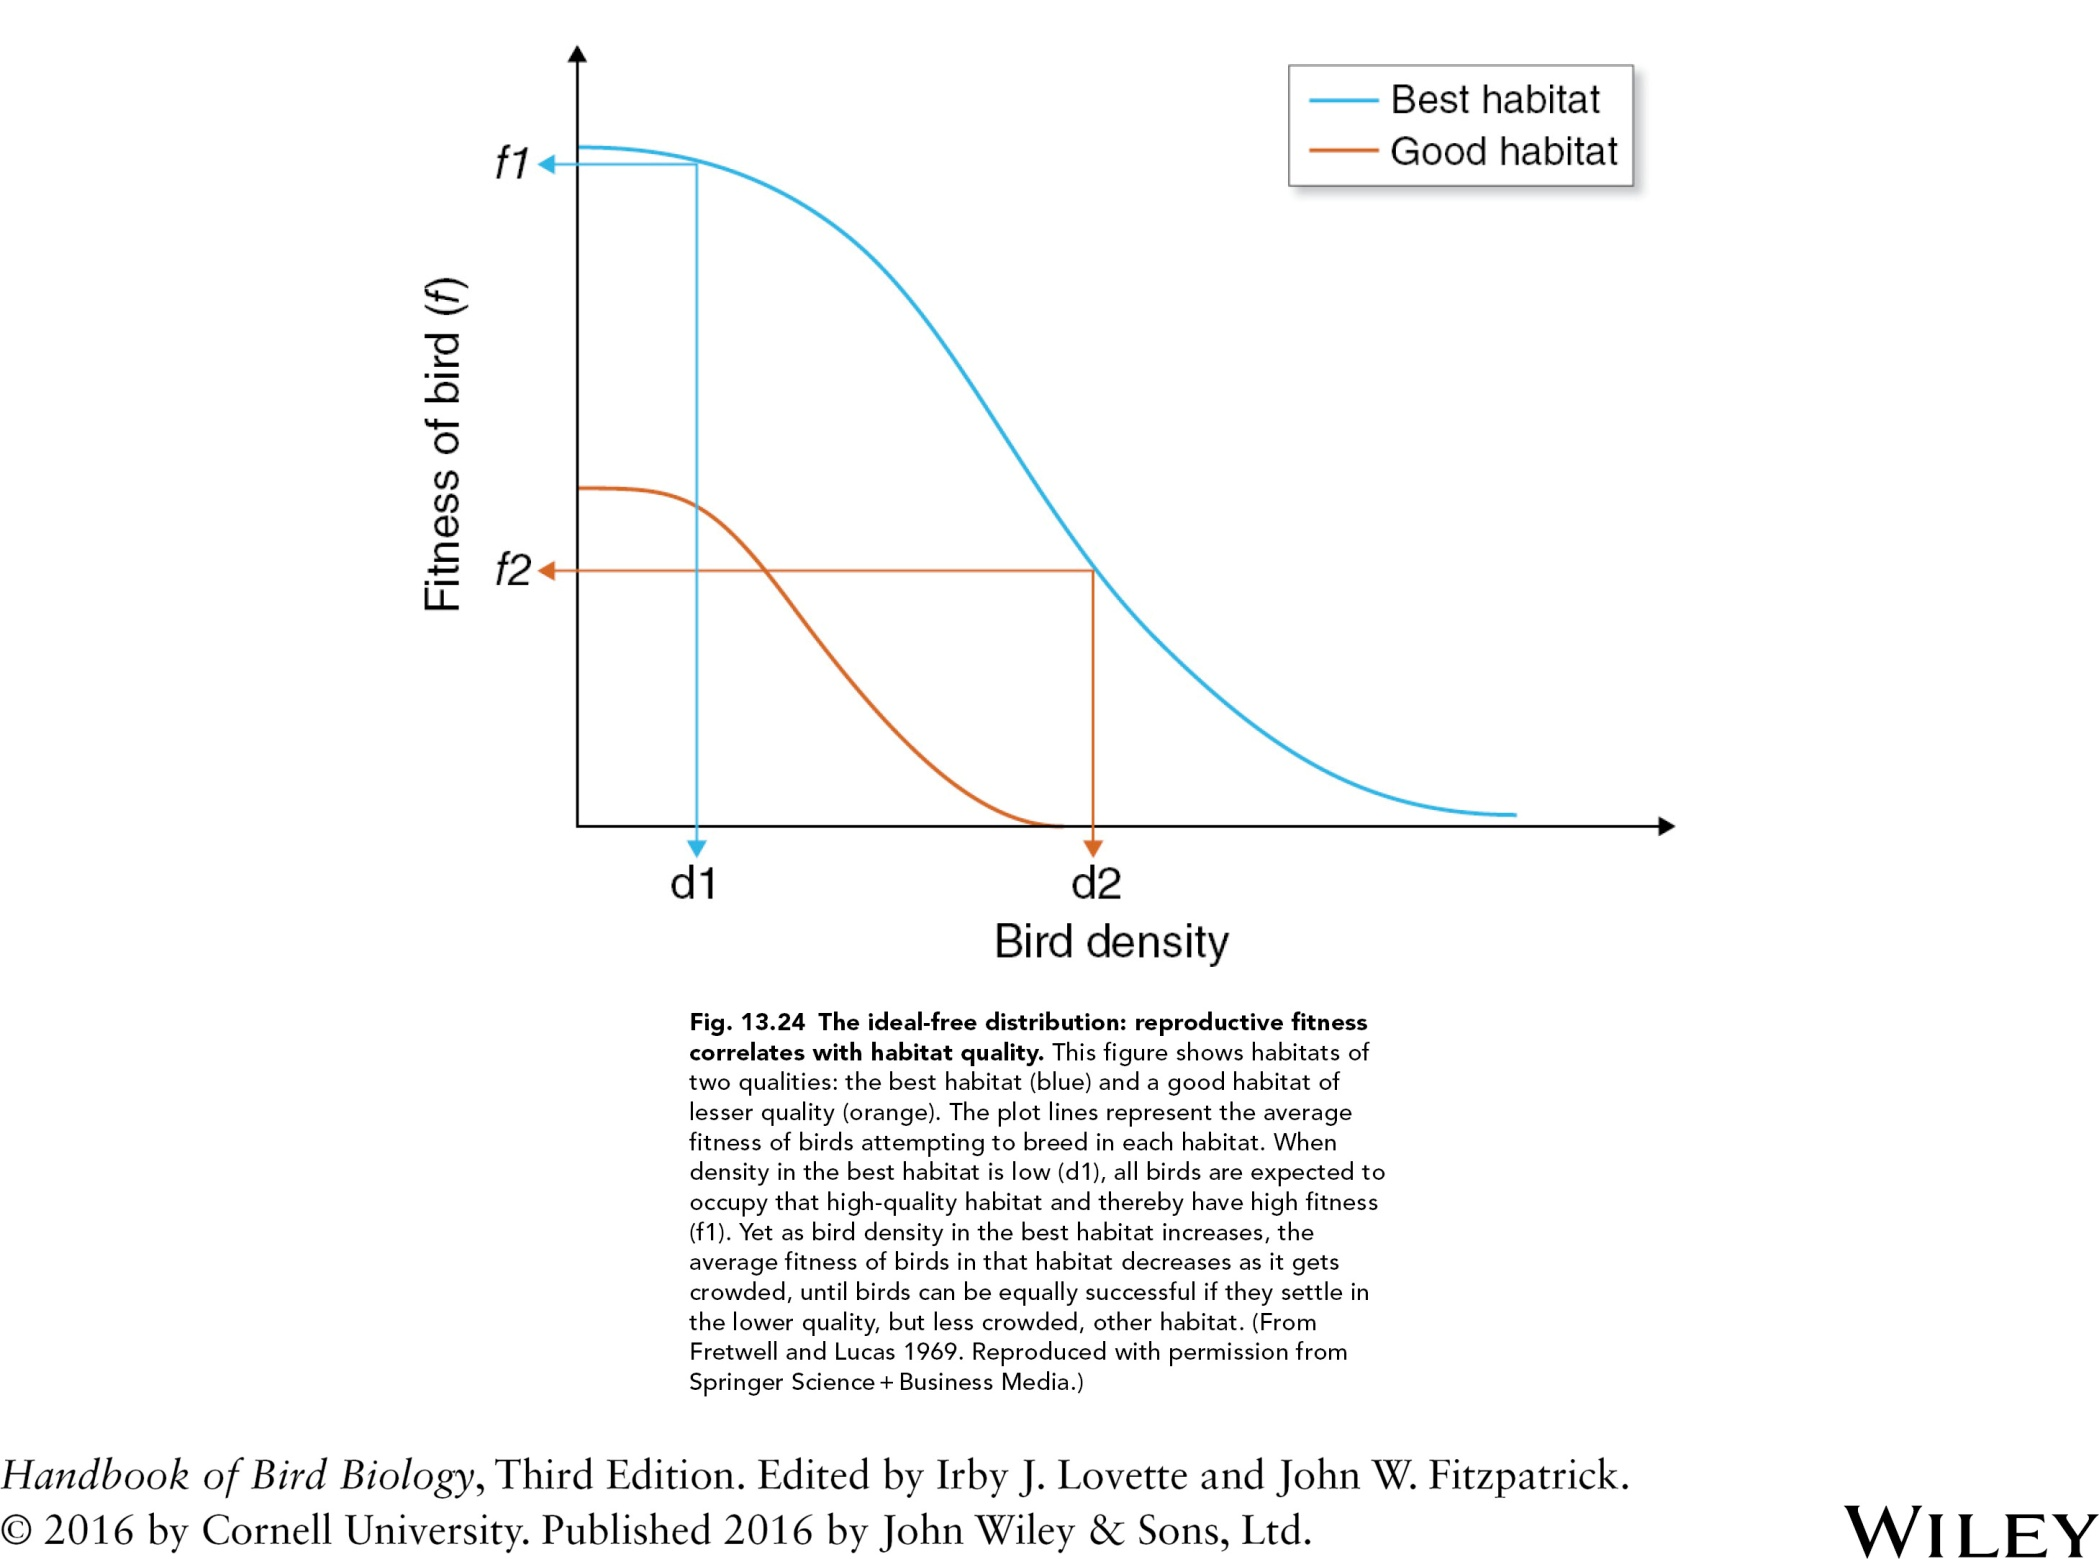 Best habitat
Good habitat
f1
Fitness of bird (f)
f2
d1
d2
Bird density
Fig. 13.24 The ideal-free distribution: reproductive fitness
correlates with habitat quality. This figure shows habitats of
two qualities: the best habitat (blue) and a good habitat of
lesser quality (orange). The plot lines represent the average
fitness of birds attempting to breed in each habitat. When
density in the best habitat is low (d1), all birds are expected to
occupy that high-quality habitat and thereby have high fitness
(f1). Yet as bird density in the best habitat increases, the
average fitness of birds in that habitat decreases as it gets
crowded, until birds can be equally successful if they settle in
the lower quality, but less crowded, other habitat. (From
Fretwell and Lucas 1969. Reproduced with permission from
Springer Science + Business Media.)
Handbook of Bird Biology, Third Edition. Edited by Irby J. Lovette and John W. Fitzpatrick.
© 2016 by Cornell University. Published 2016 by John Wiley & Sons, Ltd.
WILEY